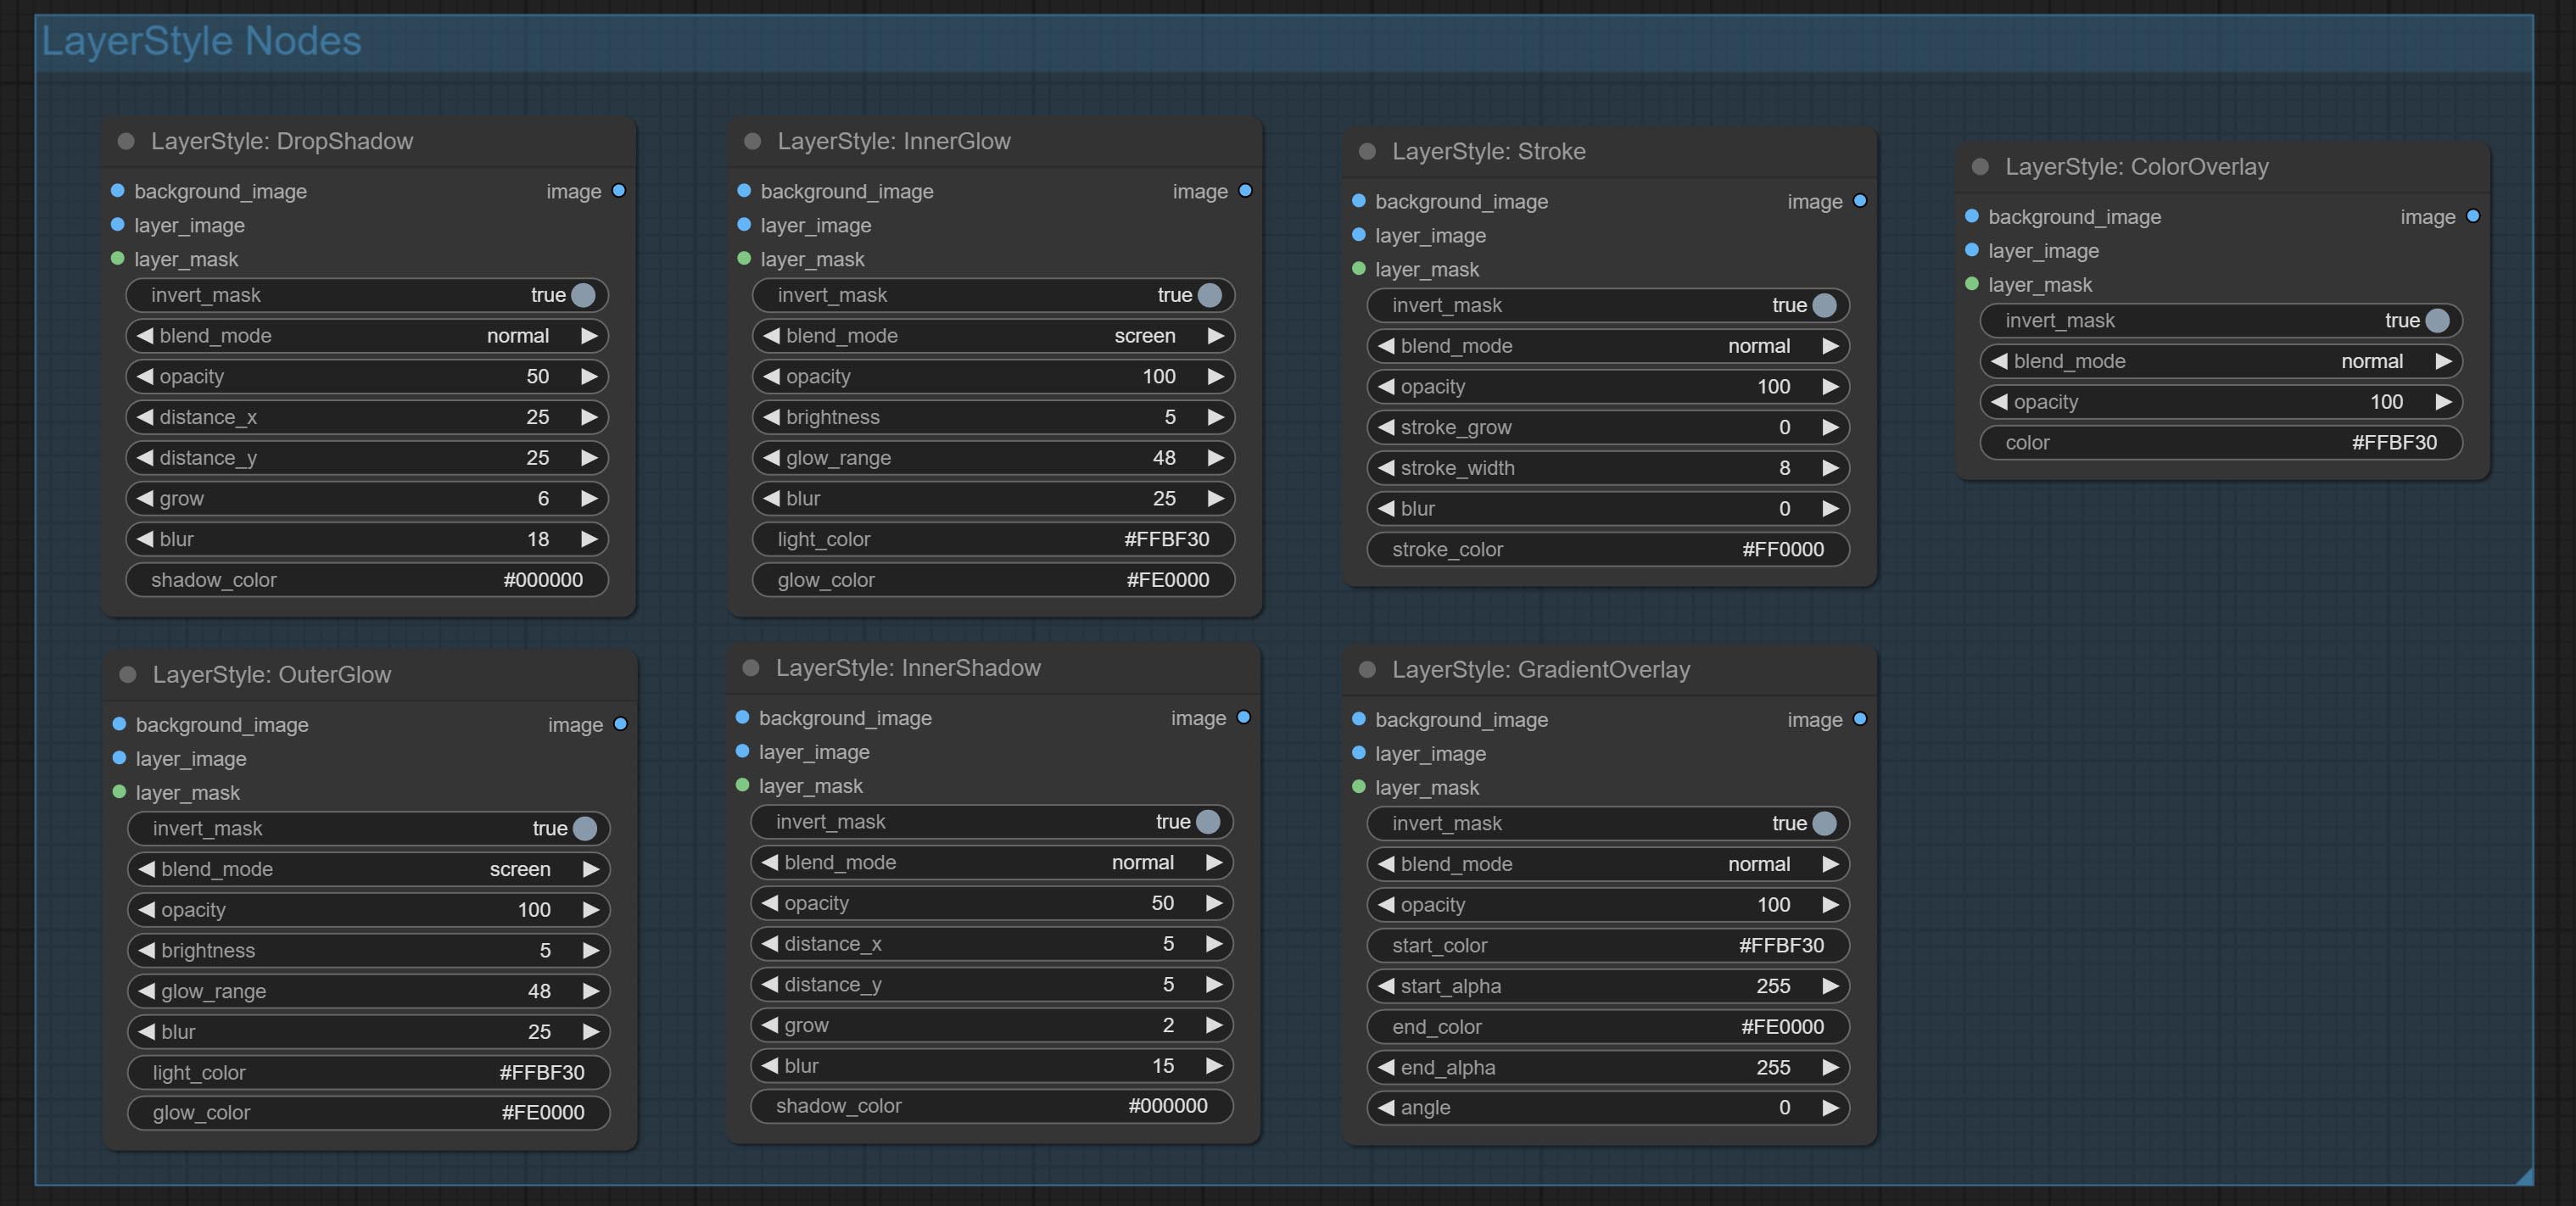 LayerStyle Nodes
LayerStyle: DropShadow
background_image image
layer_image
layer_mask
invert_mask true
blend_mode normal
opacity 50
distance_x 25
distance_y 25
grow 6
blur 18
shadow_color #000000
LayerStyle: InnerGlow
background_image image
layer_image
layer_mask
invert_mask true
blend_mode screen
opacity 100
brightness 5
glow_range 48
blur 25
light_color #FFBF30
glow_color #FE0000
LayerStyle: Stroke
background_image image
layer_image
layer_mask
invert_mask true
blend_mode normal
opacity 100
stroke_grow 0
stroke_width 8
blur 0
stroke_color #FF0000
LayerStyle: ColorOverlay
background_image image
layer_image
layer_mask
invert_mask true
blend_mode normal
opacity 100
color #FFBF30
LayerStyle: OuterGlow
background_image image
layer_image
layer_mask
invert_mask true
blend_mode screen
opacity 100
brightness 5
glow_range 48
blur 25
light_color #FFBF30
glow_color #FE0000
LayerStyle: InnerShadow
background_image image
layer_image
layer_mask
invert_mask true
blend_mode normal
opacity 50
distance_x 5
distance_y 5
grow 2
blur 15
shadow_color #000000
LayerStyle: GradientOverlay
background_image image
layer_image
layer_mask
invert_mask true
blend_mode normal
opacity 100
start_color #FFBF30
start_alpha 255
end_color #FE0000
end_alpha 255
angle 0